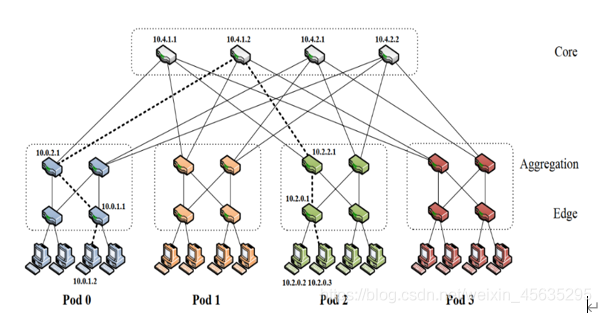 10.4.1.1 10.4.1.2 10.4.2.1 10.4.2.2 Core
10.0.2.1 10.2.2.1 Aggregation
10.0.1.1 10.2.0.1 Edge
10.0.1.2 10.2.0.2 10.2.0.3
Pod 0 Pod 1 Pod 2 Pod 3
https://blog.csdn.net/weixin_45635295